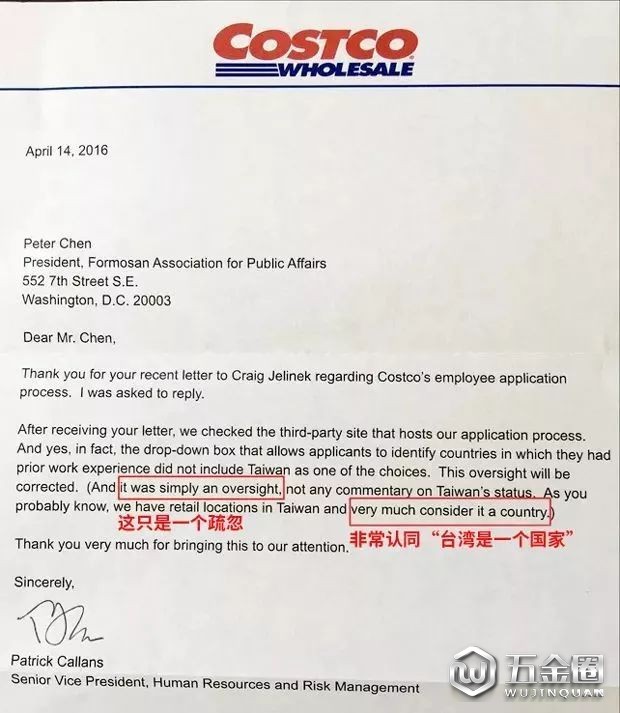 COSTCO
WHOLESALE
April 14, 2016
Peter Chen
President, Formosan Association for Public Affairs
552 7th Street S.E.
Washington, D.C. 20003
Dear Mr. Chen,
Thank you for your recent letter to Craig Jelinek regarding Costco's employee application
process. I was asked to reply.
After receiving your letter, we checked the third-party site that hosts our application process.
And yes, in fact, the drop-down box that allows applicants to identify countries in which they had
prior work experience did not include Taiwan as one of the choices. This oversight will be
corrected. (And it was simply an oversight, not any commentary on Taiwan's status. As you
probably know, we have retail locations in Taiwan and very much consider it a country.)
这只是一个疏忽
非常认同“台湾是一个国家”
Thank you very much for bringing this to our attention.
Sincerely,
Patrick Callans
Senior Vice President, Human Resources and Risk Management
五金圈
WUJINQUAN